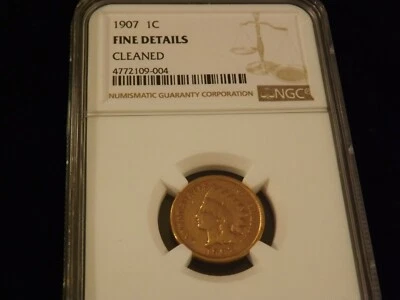 1907 1C
FINE DETAILS
CLEANED
4772109-004
NUMISMATIC GUARANTY CORPORATION
NGC